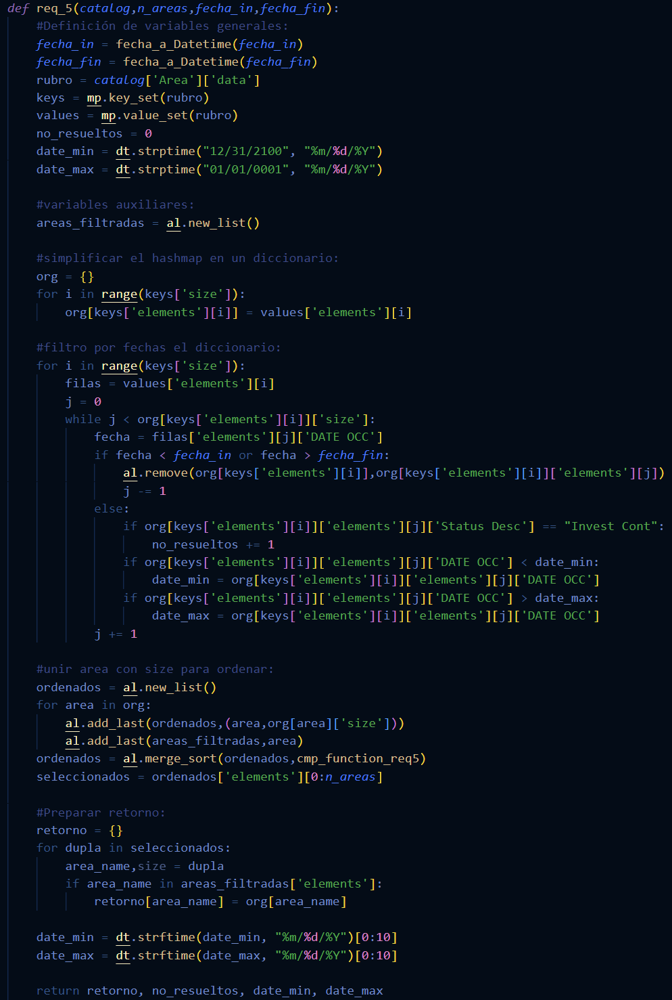 def req_5(catalog,n_areas,fecha_in,fecha_fin):
    #Definición de variables generales:
    fecha_in = fecha_a_Datetime(fecha_in)
    fecha_fin = fecha_a_Datetime(fecha_fin)
    rubro = catalog['Area']['data']
    keys = mp.key_set(rubro)
    values = mp.value_set(rubro)
    no_resueltos = 0
    date_min = dt.strptime("12/31/2100", "%m/%d/%Y")
    date_max = dt.strptime("01/01/0001", "%m/%d/%Y")

    #variables auxiliares:
    areas_filtradas = al.new_list()

    #simplificar el hashmap en un diccionario:
    org = {}
    for i in range(keys['size']):
        org[keys['elements'][i]] = values['elements'][i]

    #filtro por fechas el diccionario:
    for i in range(keys['size']):
        filas = values['elements'][i]
        j = 0
        while j < org[keys['elements'][i]]['size']:
            fecha = filas['elements'][j]['DATE OCC']
            if fecha < fecha_in or fecha > fecha_fin:
                al.remove(org[keys['elements'][i]],org[keys['elements'][i]]['elements'][j])
                j -= 1
            else:
                if org[keys['elements'][i]]['elements'][j]['Status Desc'] == "Invest Cont":
                    no_resueltos += 1
                if org[keys['elements'][i]]['elements'][j]['DATE OCC'] < date_min:
                    date_min = org[keys['elements'][i]]['elements'][j]['DATE OCC']
                if org[keys['elements'][i]]['elements'][j]['DATE OCC'] > date_max:
                    date_max = org[keys['elements'][i]]['elements'][j]['DATE OCC']
            j += 1

    #unir area con size para ordenar:
    ordenados = al.new_list()
    for area in org:
        al.add_last(ordenados,(area,org[area]['size']))
        al.add_last(areas_filtradas,area)
    ordenados = al.merge_sort(ordenados,cmp_function_req5)
    seleccionados = ordenados['elements'][0:n_areas]

    #Preparar retorno:
    retorno = {}
    for dupla in seleccionados:
        area_name,size = dupla
        if area_name in areas_filtradas['elements']:
            retorno[area_name] = org[area_name]

    date_min = dt.strftime(date_min, "%m/%d/%Y")[0:10]
    date_max = dt.strftime(date_max, "%m/%d/%Y")[0:10]

    return retorno, no_resueltos, date_min, date_max